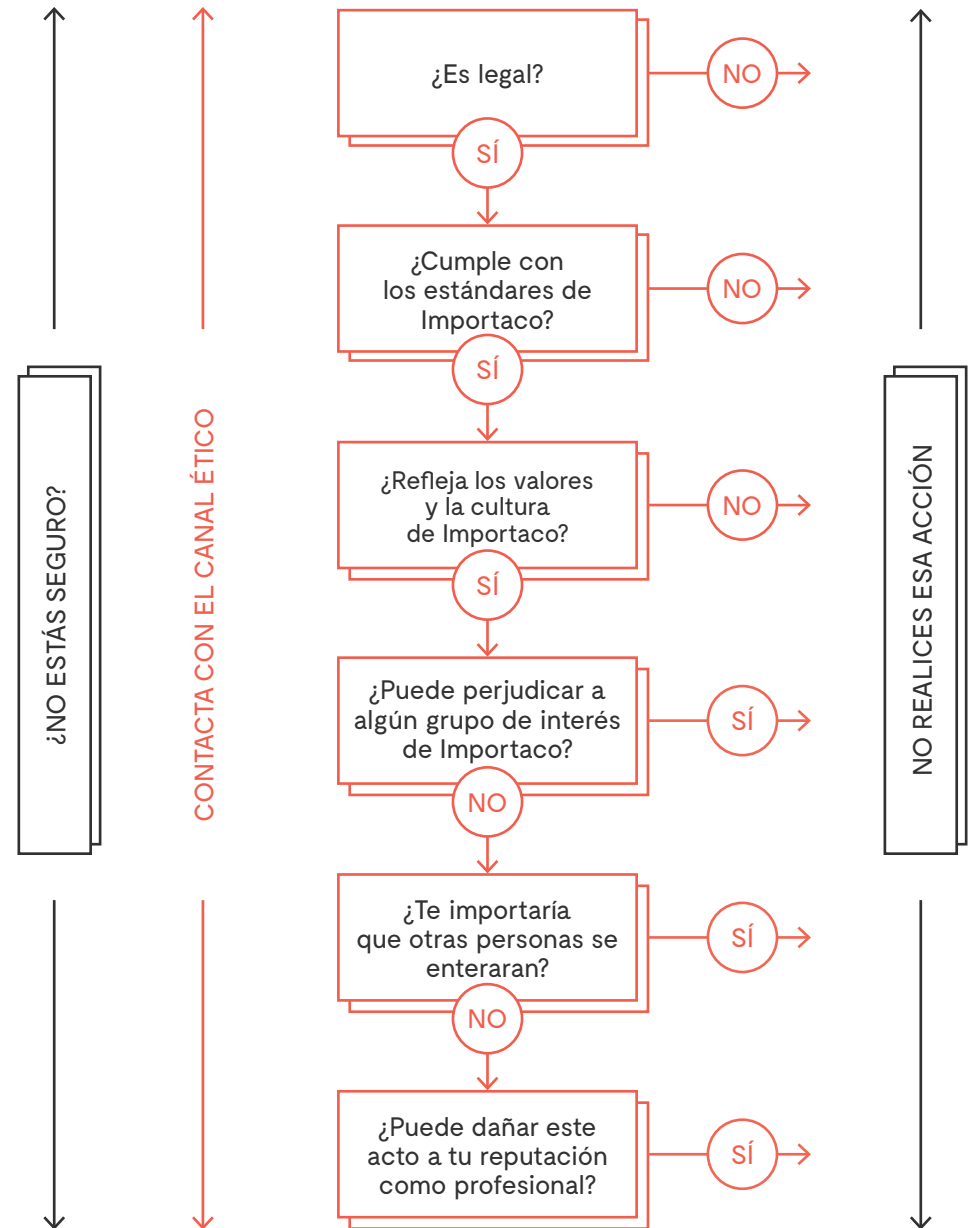 ¿Es legal?
NO
SÍ
¿Cumple con
los estándares de
Importaco?
NO
SÍ
¿Refleja los valores
y la cultura
de Importaco?
NO
SÍ
¿Puede perjudicar a
algún grupo de interés
de Importaco?
SÍ
NO
¿Te importaría
que otras personas se
enteraran?
SÍ
NO
¿Puede dañar este
acto a tu reputación
como profesional?
SÍ
¿NO ESTÁS SEGURO?
CONTACTA CON EL CANAL ÉTICO
NO REALICES ESA ACCIÓN